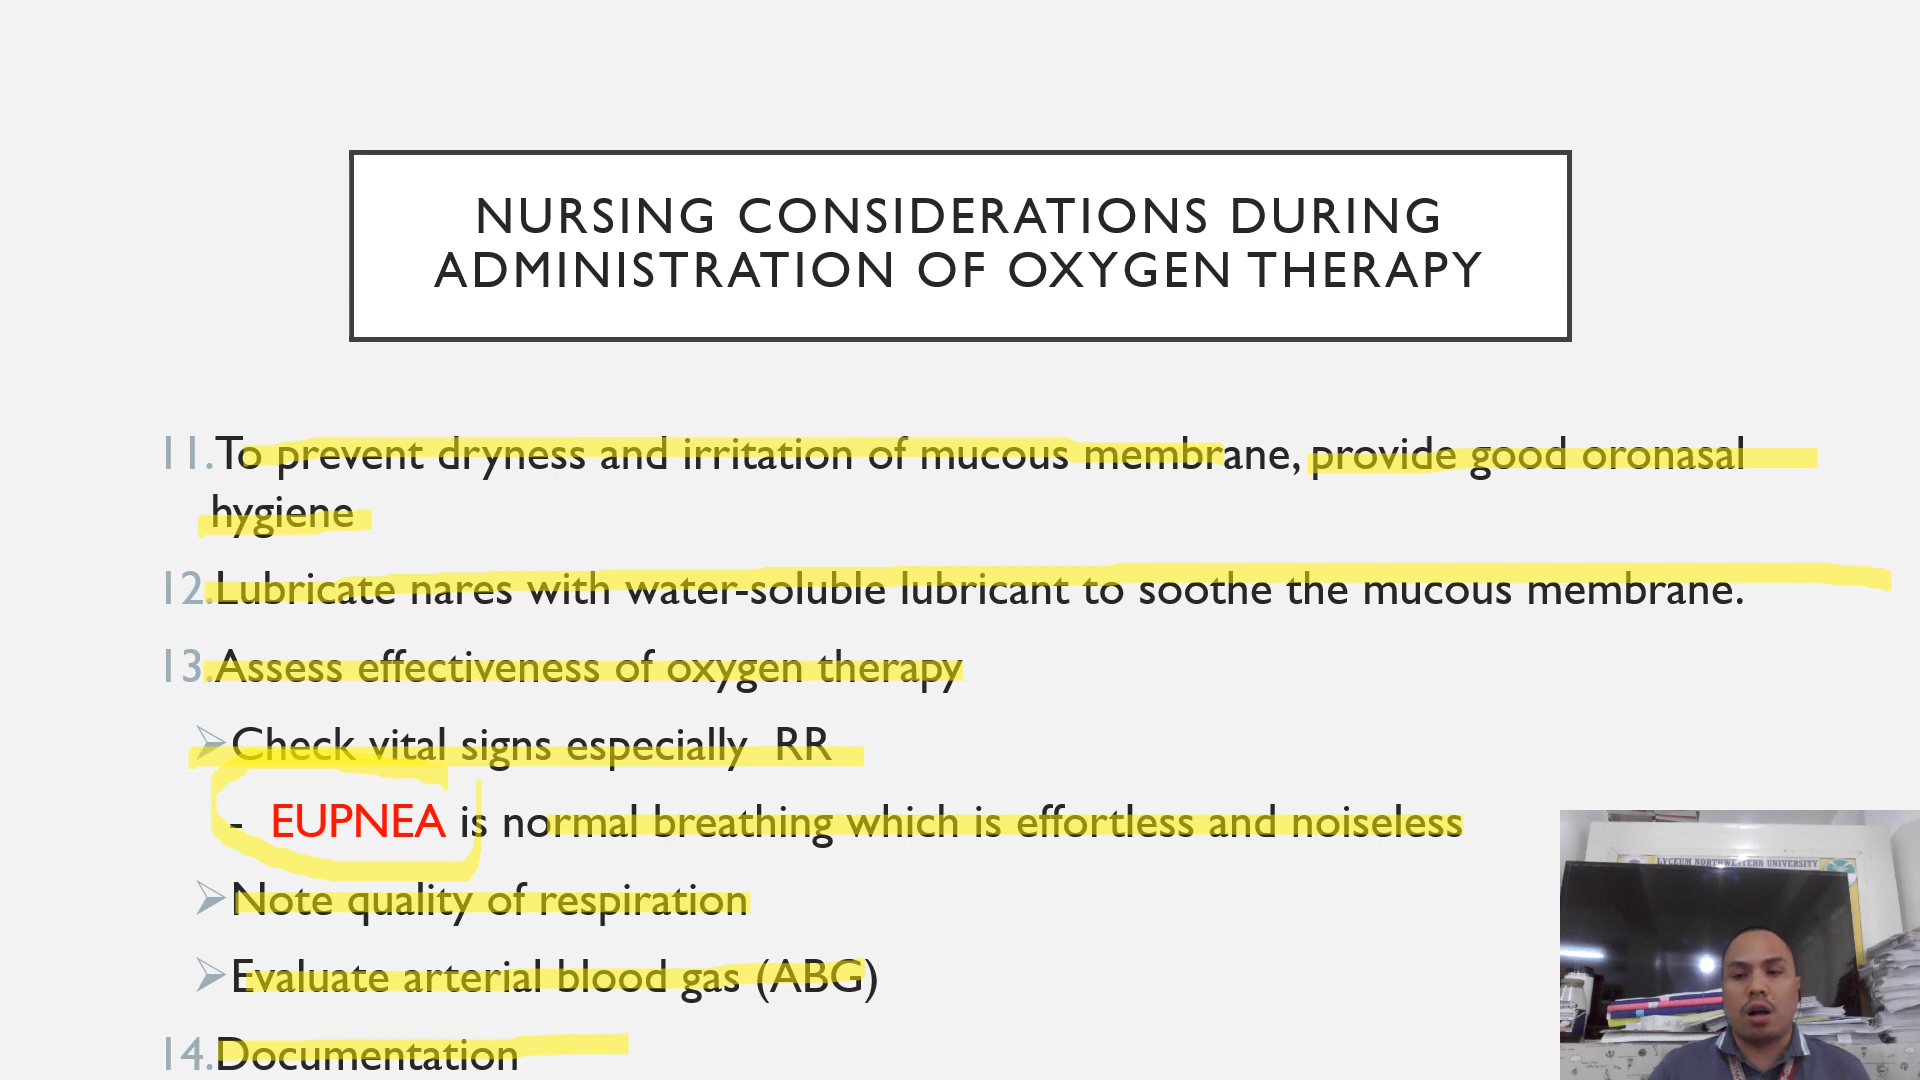 NURSING CONSIDERATIONS DURING
ADMINISTRATION OF OXYGEN THERAPY
11. To prevent dryness and irritation of mucous membrane, provide good oronasal
hygiene
12. Lubricate nares with water-soluble lubricant to soothe the mucous membrane.
13. Assess effectiveness of oxygen therapy
➢ Check vital signs especially RR
- EUPNEA is normal breathing which is effortless and noiseless
➢ Note quality of respiration
➢ Evaluate arterial blood gas (ABG)
14. Documentation
LYCEUM NORTHWESTERN UNIVERSITY